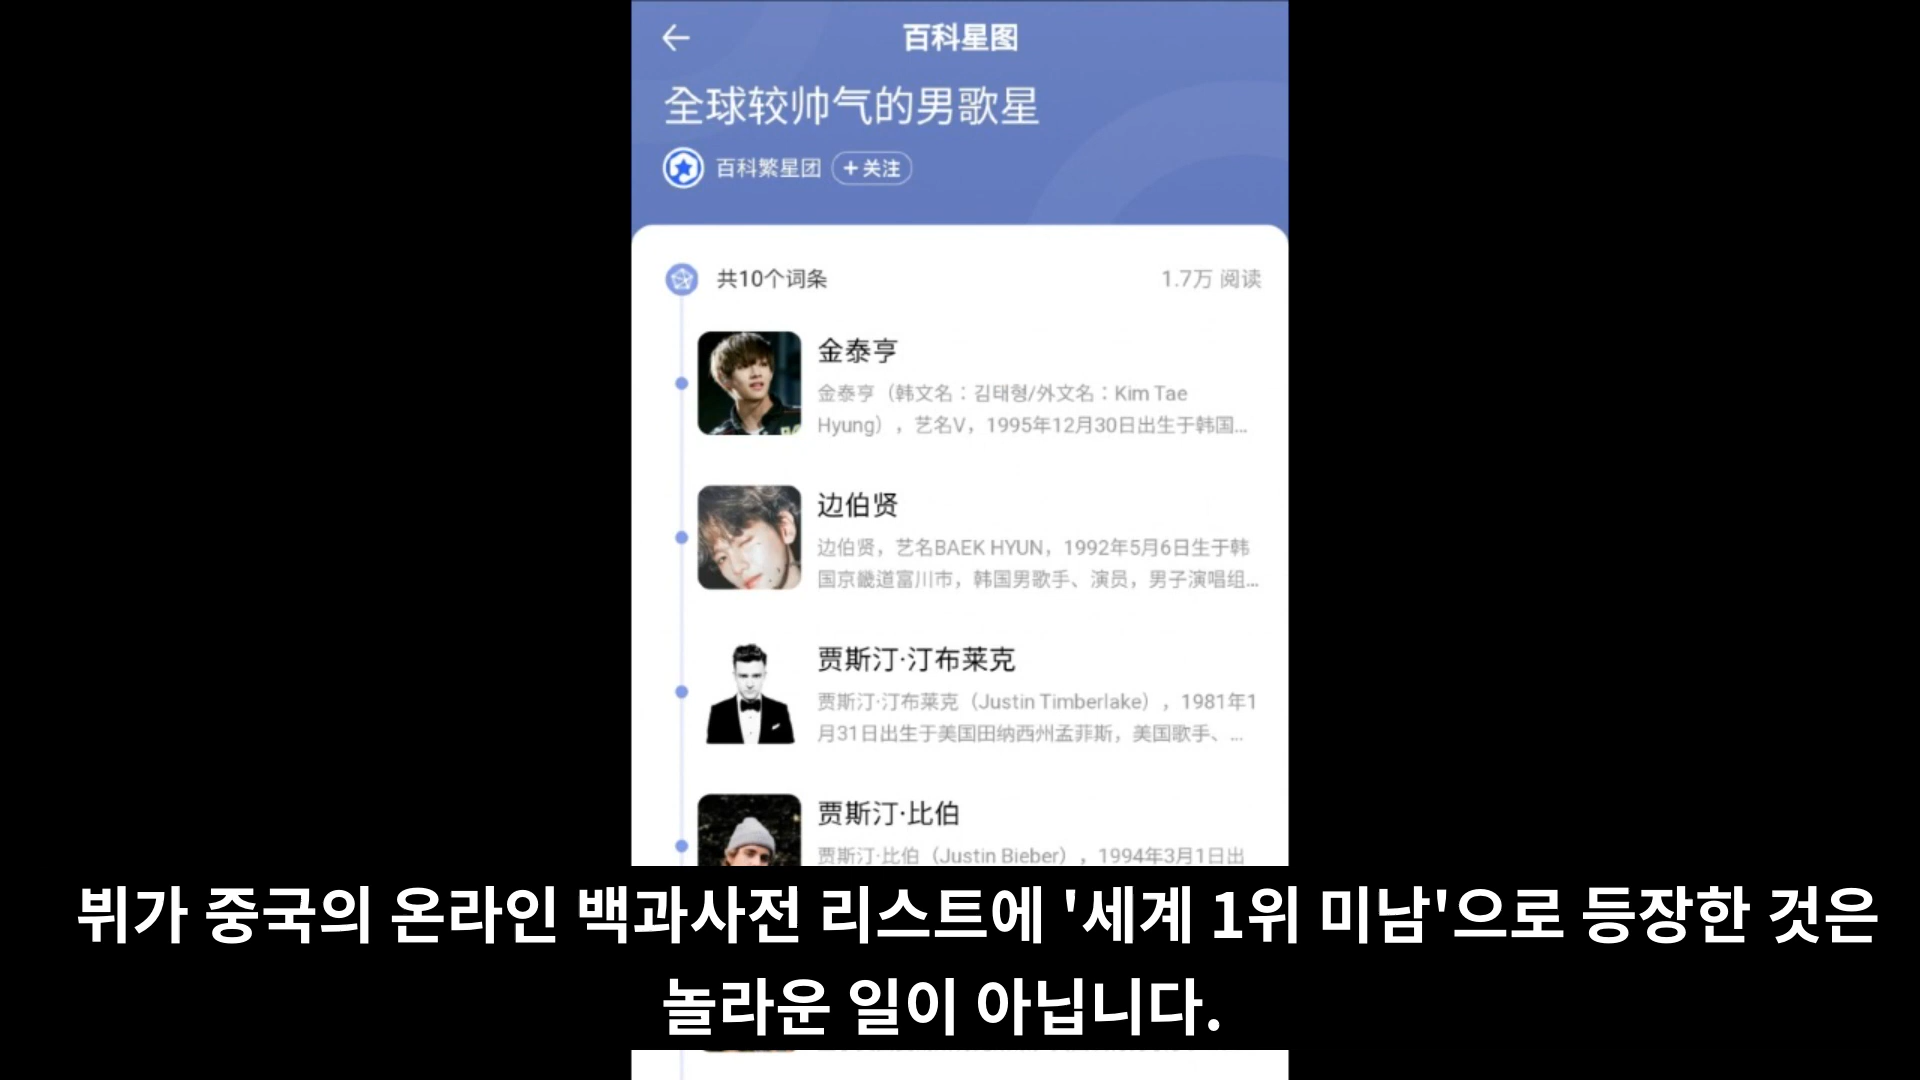 百科星图
全球较帅气的男歌星
百科繁星团 +关注
共10个词条 1.7万 阅读
金泰亨
金泰亨（韩文名：김태형/外文名：Kim Tae
Hyung），艺名V，1995年12月30日出生于韩国...
边伯贤
边伯贤，艺名BAEK HYUN，1992年5月6日生于韩
国京畿道富川市，韩国男歌手、演员，男子演唱组...
贾斯汀·汀布莱克
贾斯汀·汀布莱克（Justin Timberlake），1981年1
月31日出生于美国田纳西州孟菲斯，美国歌手、...
贾斯汀·比伯
贾斯汀·比伯（Justin Bieber），1994年3月1日出
뷔가 중국의 온라인 백과사전 리스트에 '세계 1위 미남'으로 등장한 것은
놀라운 일이 아닙니다.